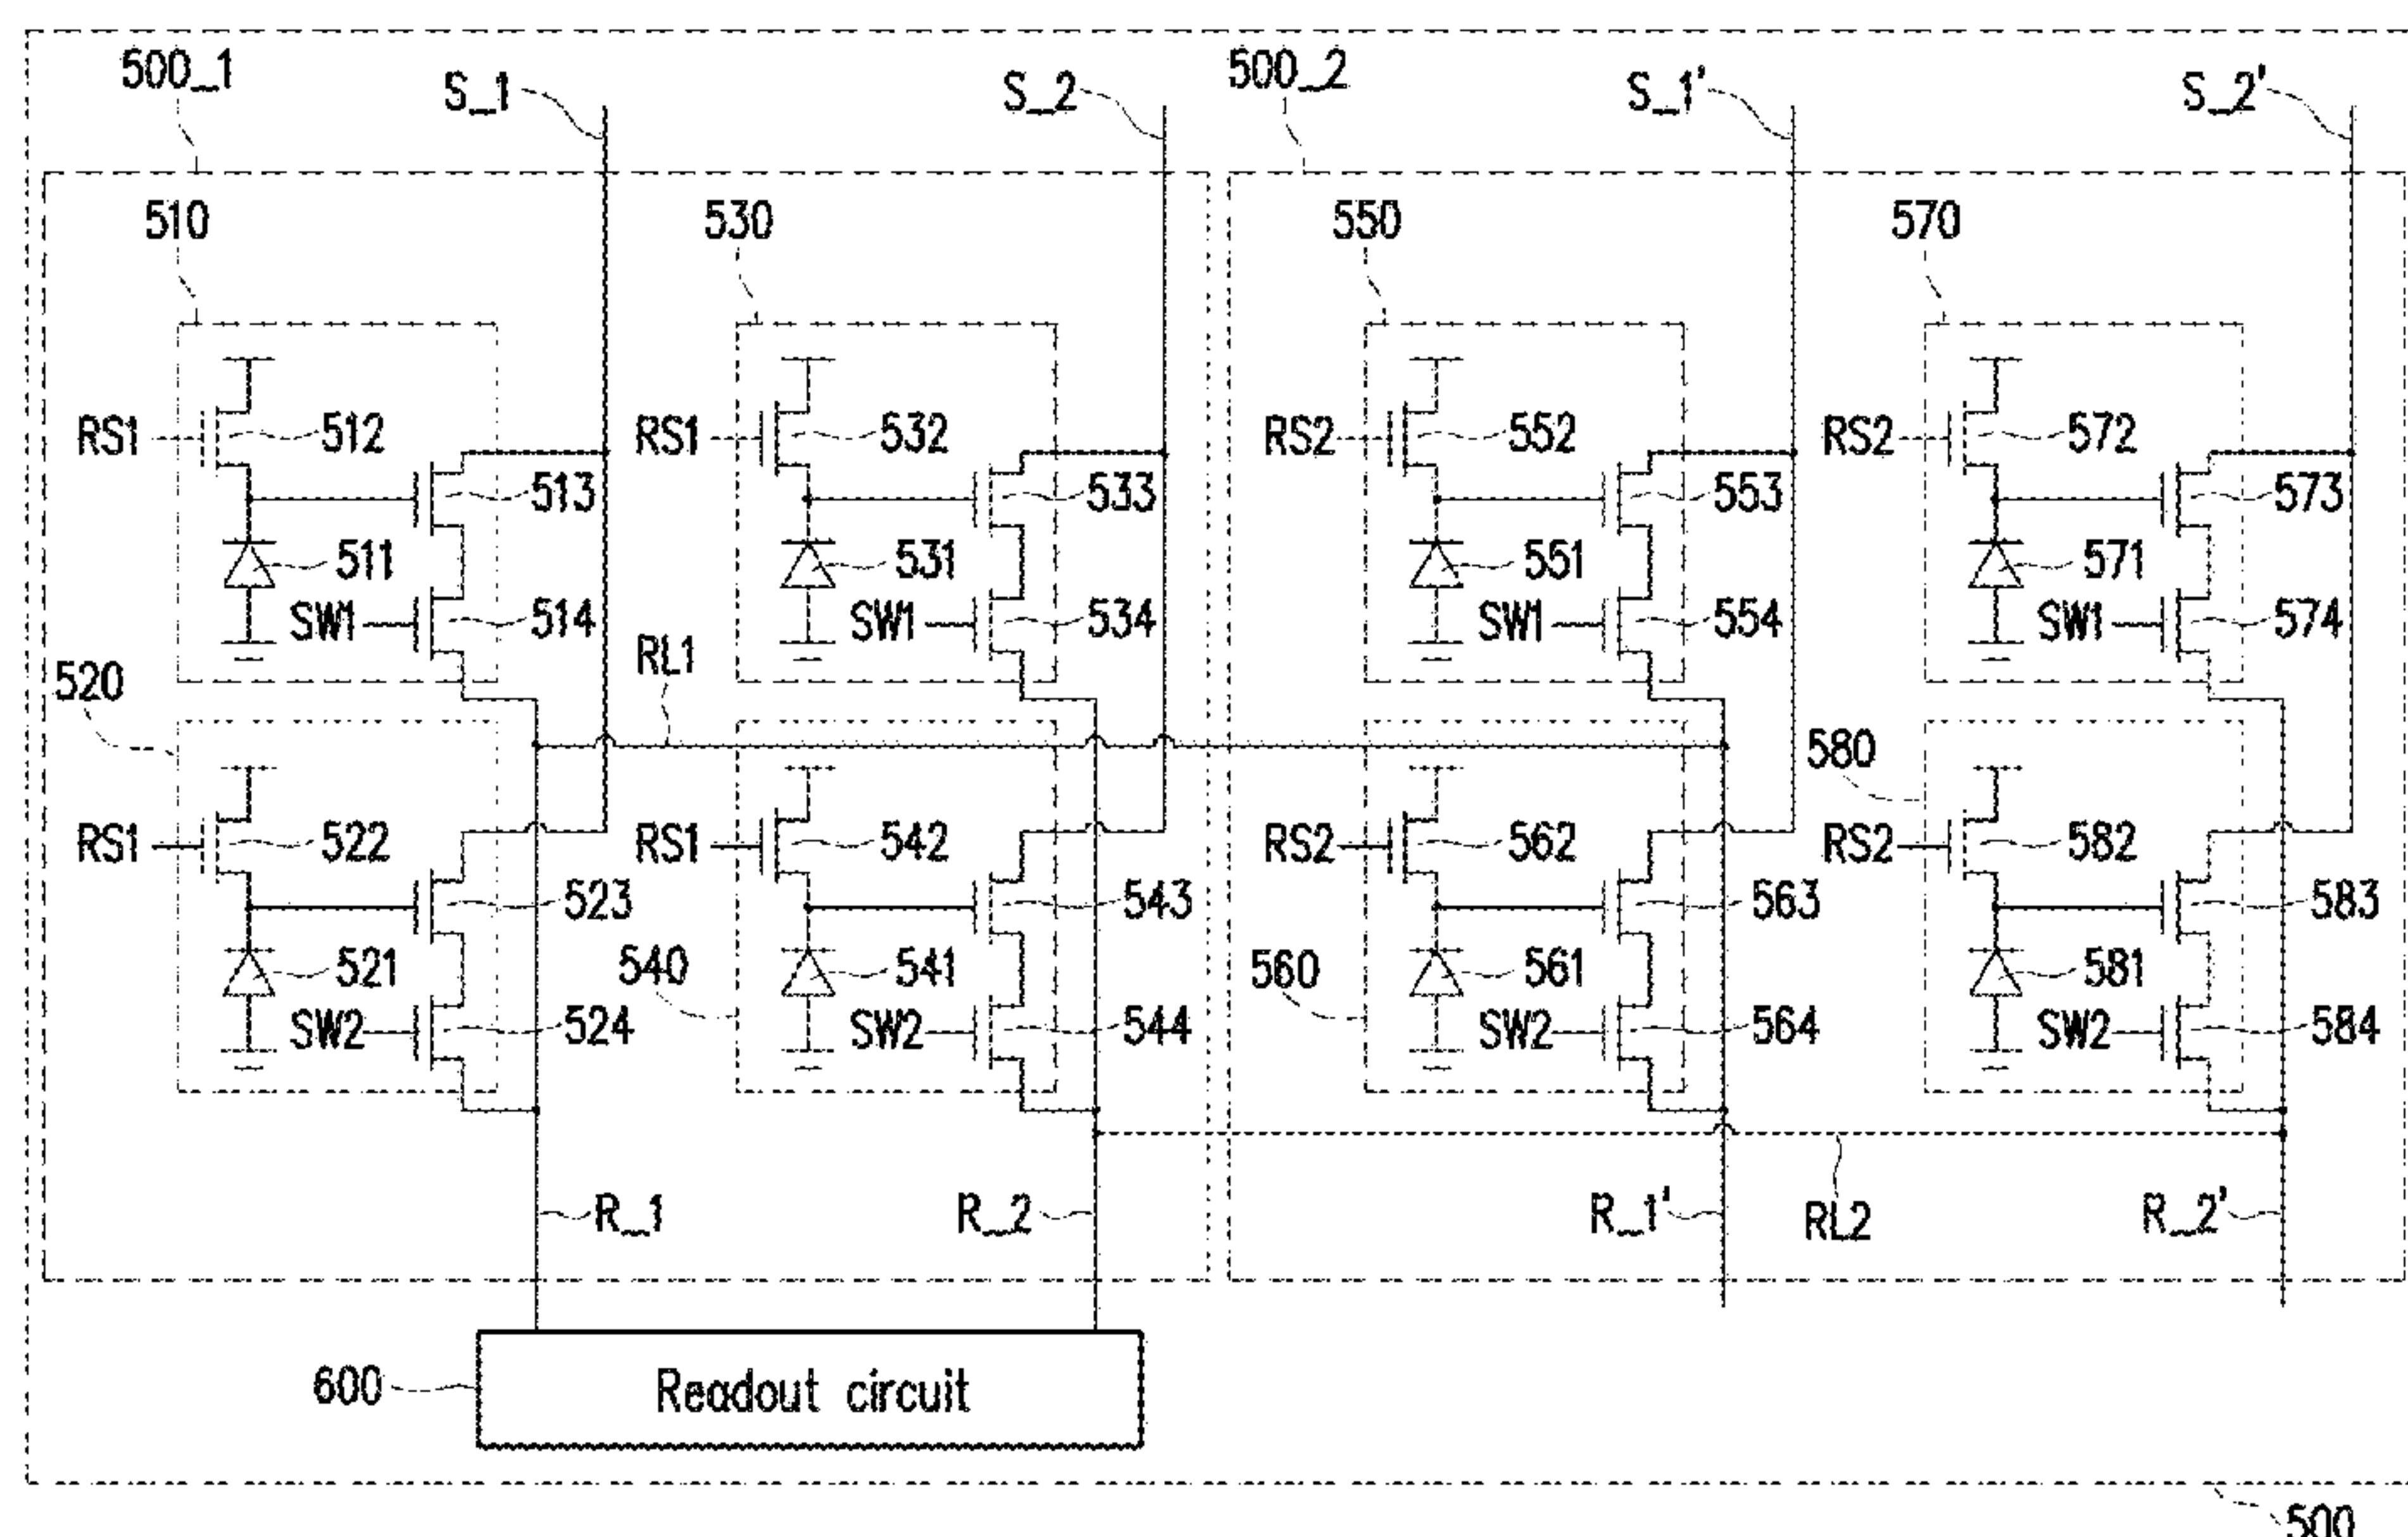 500_1 S_1 S_2 500_2 S_1' S_2'
510 530 550 570
RS1 512 RS1 532 RS2 552 RS2 572
513 533 553 573
511 531 551 571
SW1 514 SW1 534 SW1 554 SW1 574
520 RL1
580
RS1 522 RS1 542 RS2 562 RS2 582
523 543 563 583
521 540 541 560 561 581
SW2 524 SW2 544 SW2 564 SW2 584
R_1 R_2 R_1' RL2 R_2'
600 Readout circuit
500